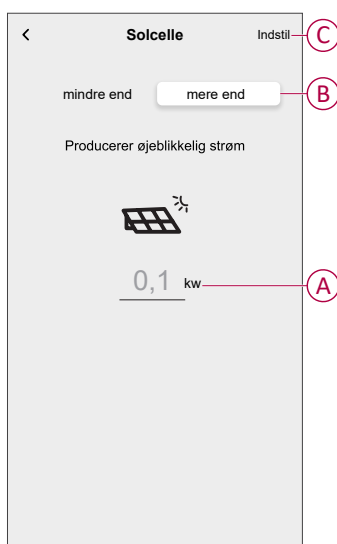 Solcelle Indstil C
mindre end mere end B
Producerer øjeblikkelig strøm
0,1 kw A